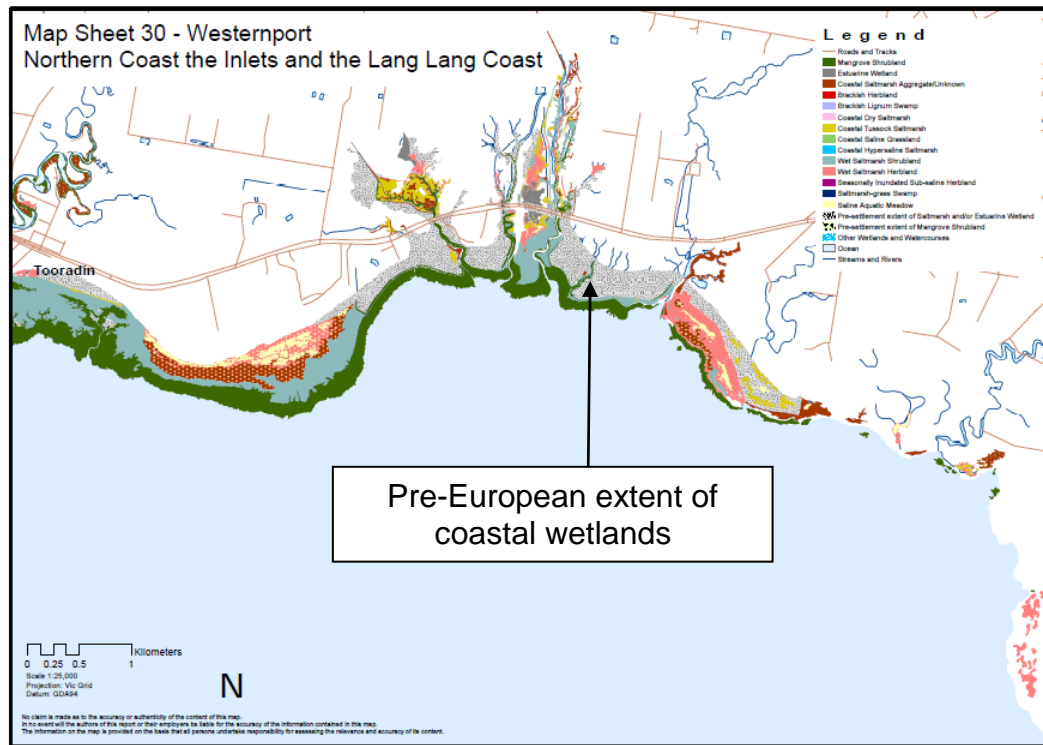 Map Sheet 30 - Westernport
Northern Coast the Inlets and the Lang Lang Coast
Legend
Roads and Tracks
Mangrove Shrubland
Estuarine Wetland
Coastal Saltmarsh Aggregate/Unknown
Brackish Herbland
Brackish Lignum Swamp
Coastal Dry Saltmarsh
Coastal Tussock Saltmarsh
Coastal Saline Grassland
Coastal Hypersaline Saltmarsh
Wet Saltmarsh Shrubland
Wet Saltmarsh Herbland
Seasonally Inundated Sub-saline Herbland
Saltmarsh-grass Swamp
Saline Aquatic Meadow
Pre-settlement extent of Saltmarsh and/or Estuarine Wetland
Pre-settlement extent of Mangrove Shrubland
Other Wetlands and Watercourses
Ocean
Streams and Rivers
Tooradin
Pre-European extent of
coastal wetlands
Kilometers
0 0.25 0.5 1
Scale 1:25,000
Projection: Vic Grid
Datum: GDA94
N
No claim is made as to the accuracy or authenticity of the content of this map.
In no event will the authors of this report or their employers be liable for the accuracy of the information contained in this map.
The information on the map is provided on the basis that all persons undertake responsibility for assessing the relevance and accuracy of its content.